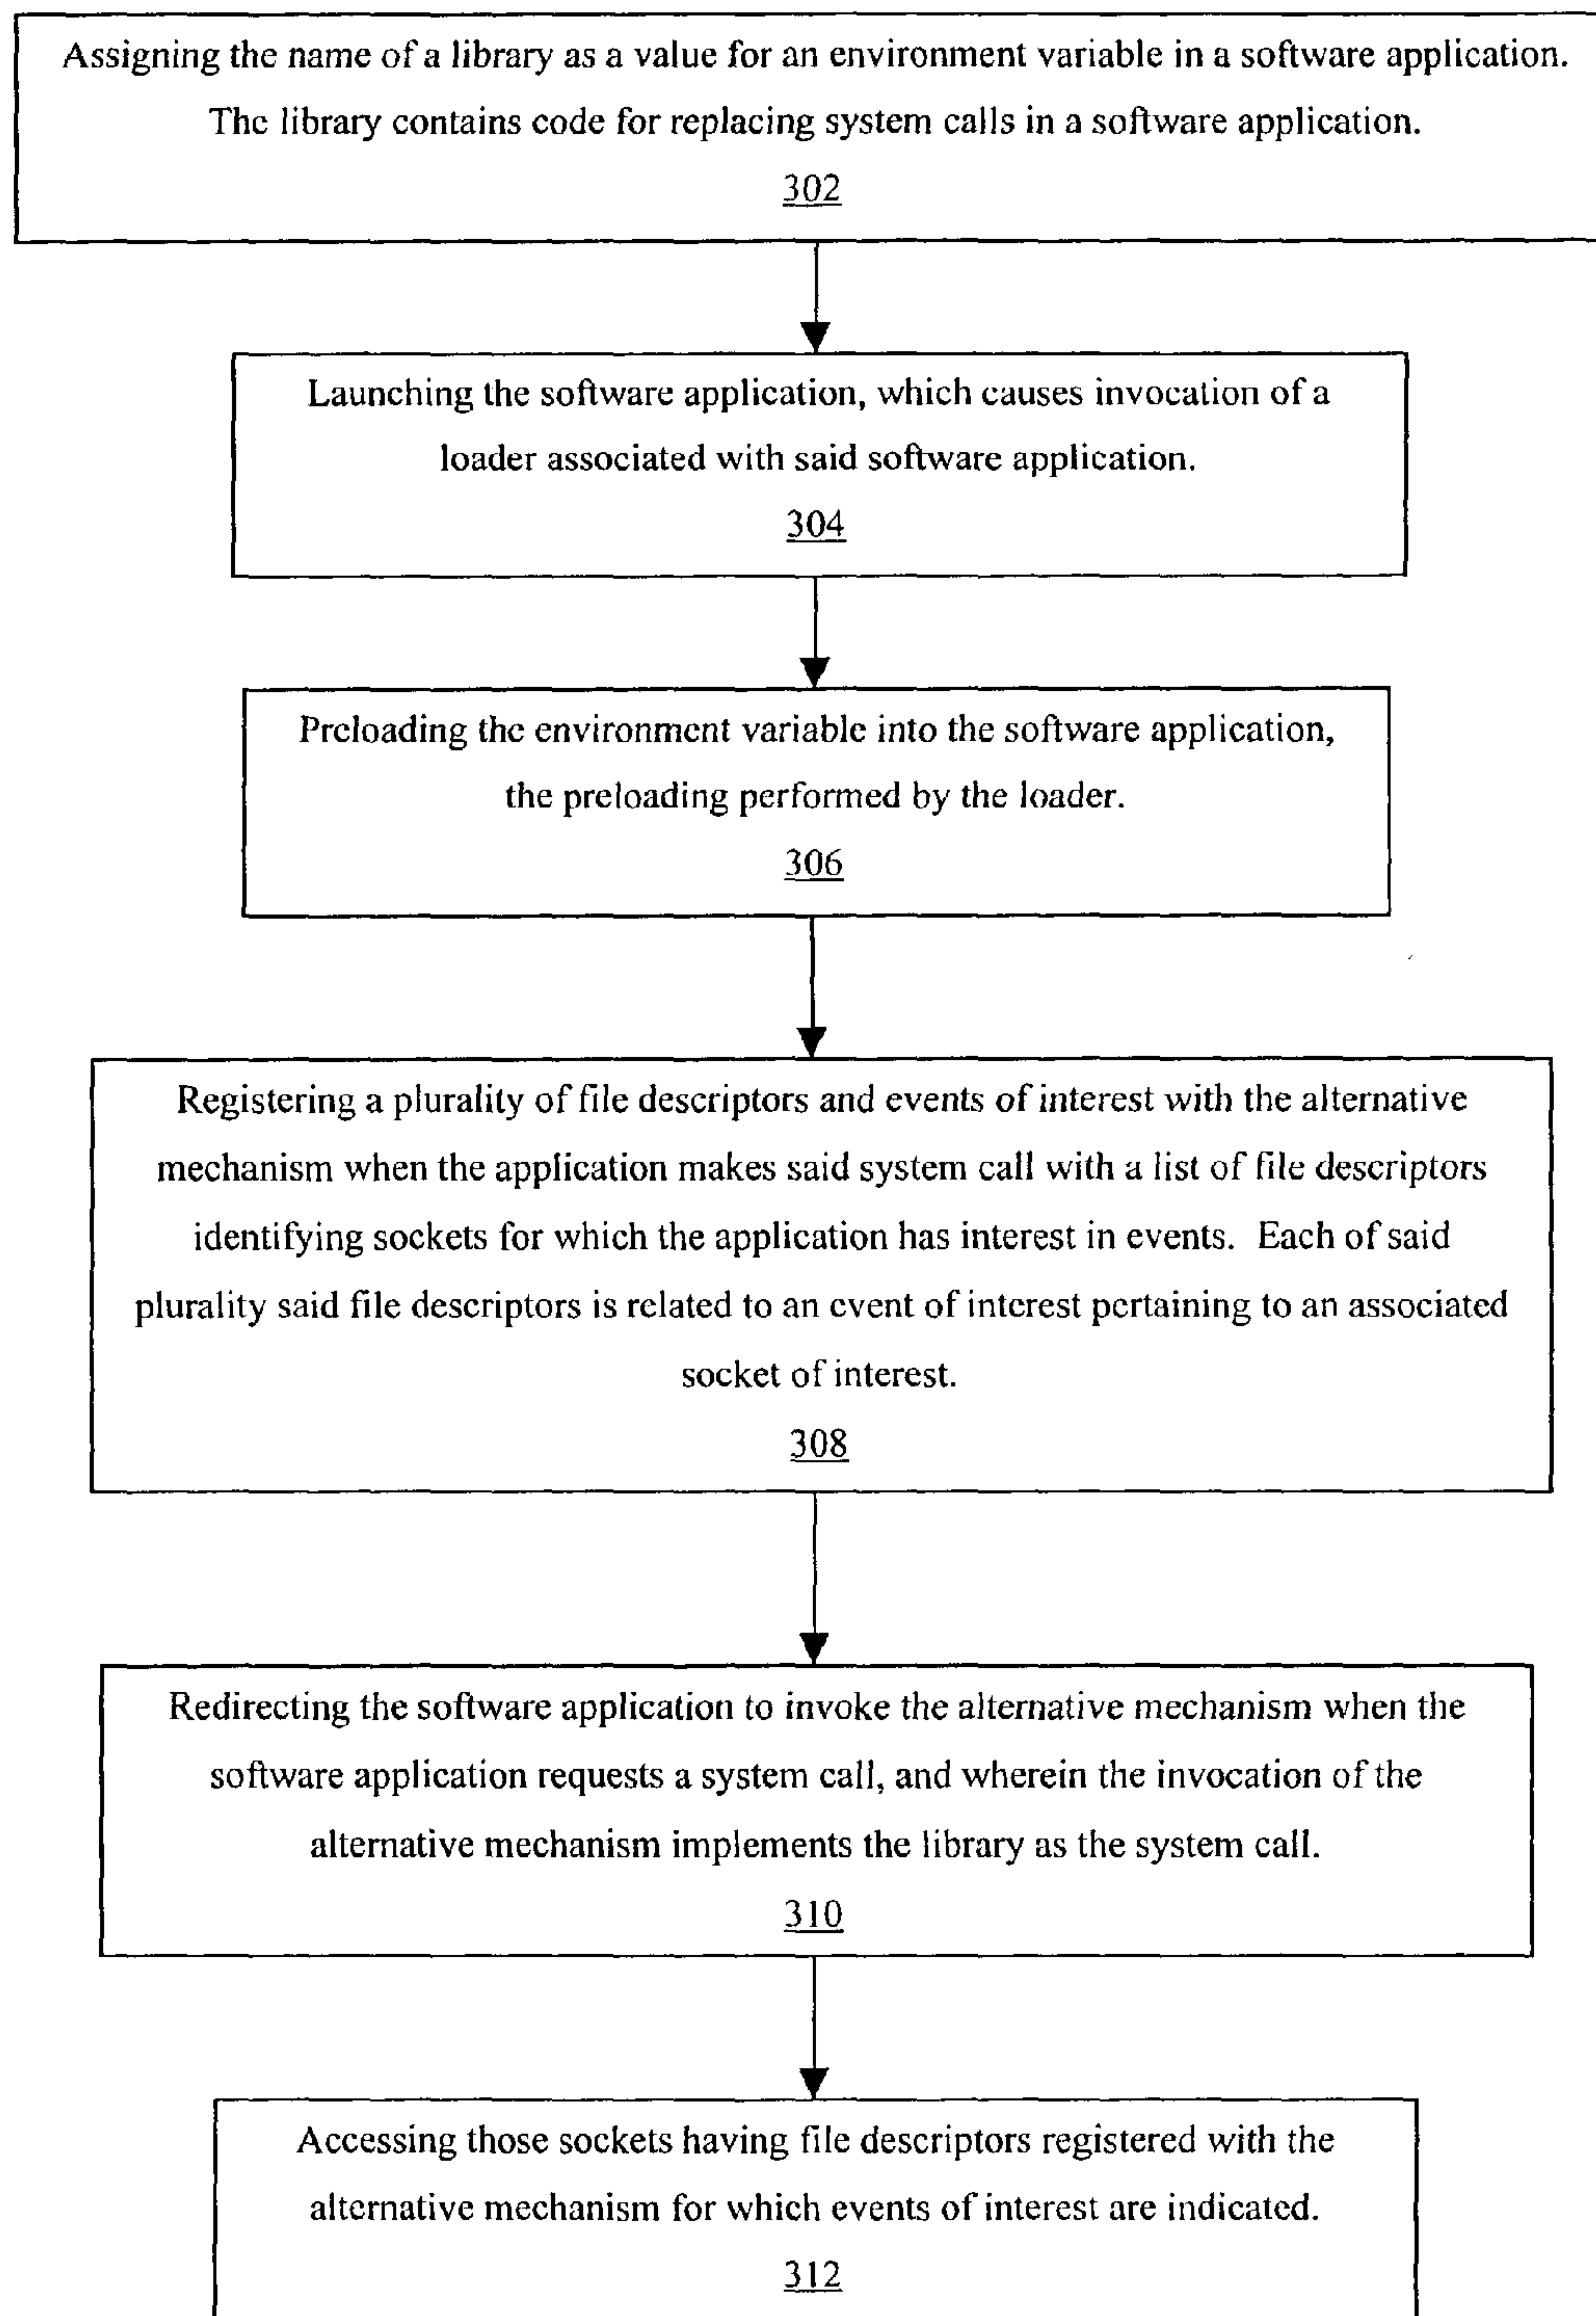 Assigning the name of a library as a value for an environment variable in a software application.
The library contains code for replacing system calls in a software application.
302
Launching the software application, which causes invocation of a
loader associated with said software application.
304
Preloading the environment variable into the software application,
the preloading performed by the loader.
306
Registering a plurality of file descriptors and events of interest with the alternative
mechanism when the application makes said system call with a list of file descriptors
identifying sockets for which the application has interest in events. Each of said
plurality said file descriptors is related to an event of interest pertaining to an associated
socket of interest.
308
Redirecting the software application to invoke the alternative mechanism when the
software application requests a system call, and wherein the invocation of the
alternative mechanism implements the library as the system call.
310
Accessing those sockets having file descriptors registered with the
alternative mechanism for which events of interest are indicated.
312